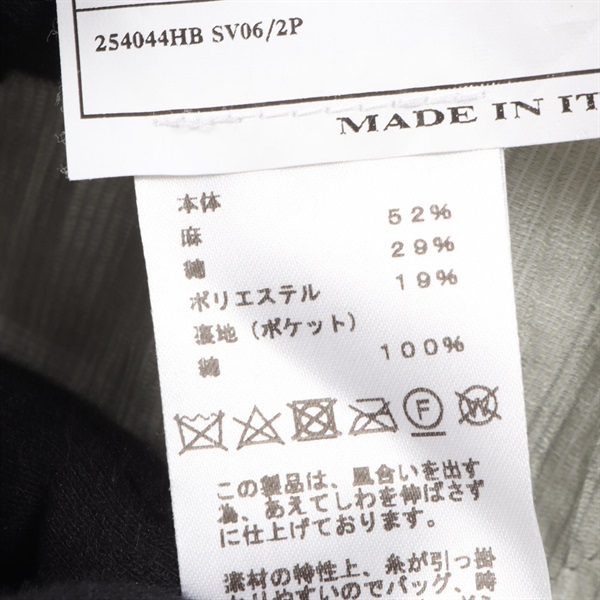 254044HB SV06/2P
MADE IN IT
本体
麻 52%
綿 29%
ポリエステル 19%
裏地(ポケット)
綿 100%
F
W
この製品は、風合いを出す
為、あえてしわを伸ばさず
に仕上げております。
素材の特性上、糸が引っ掛
かりやすいのでバッグ、時